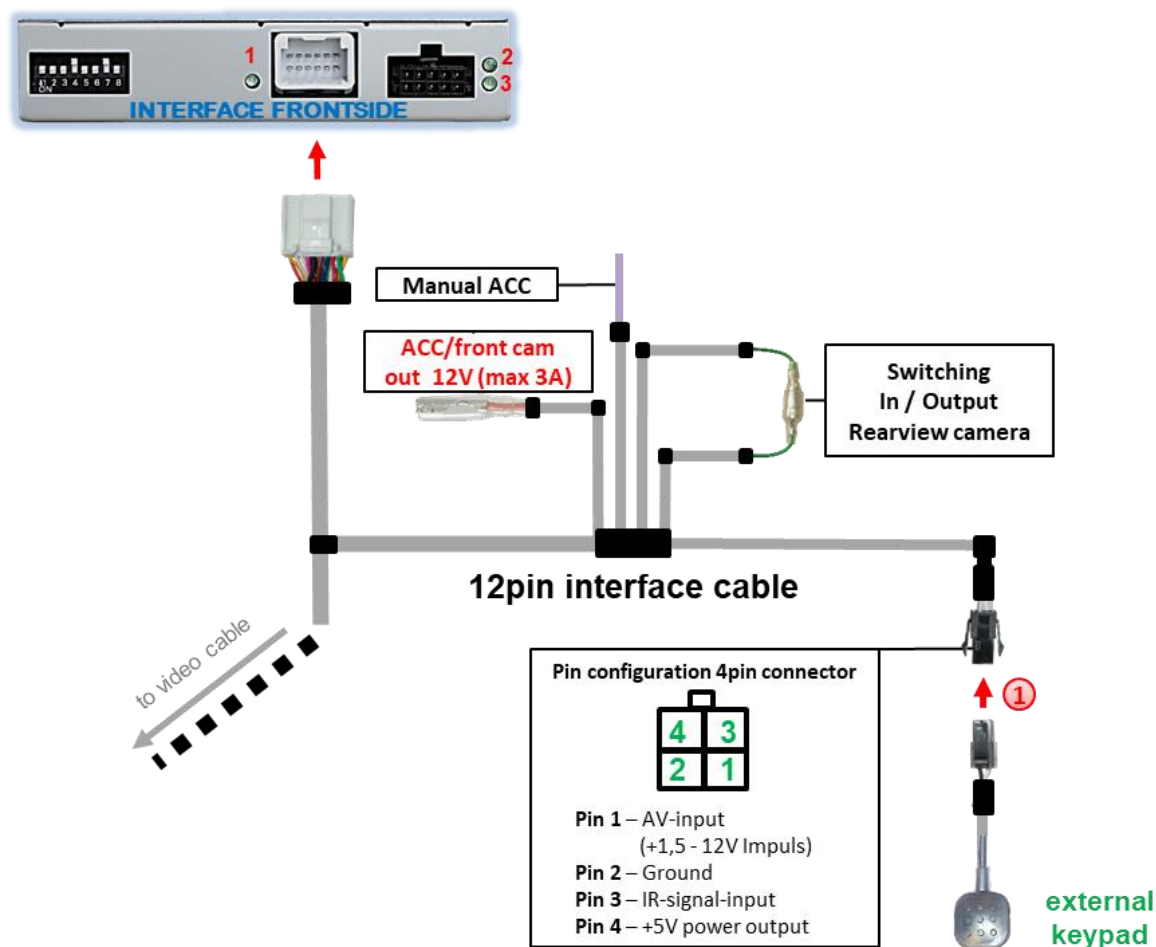 1
2
3
1 2 3 4 5 6 7 8
ON
INTERFACE FRONTSIDE
Manual ACC
ACC/front cam
out 12V (max 3A)
Switching
In / Output
Rearview camera
12pin interface cable
to video cable
Pin configuration 4pin connector
4 3
2 1
Pin 1 – AV-input
(+1,5 - 12V Impuls)
Pin 2 – Ground
Pin 3 – IR-signal-input
Pin 4 – +5V power output
1
external
keypad